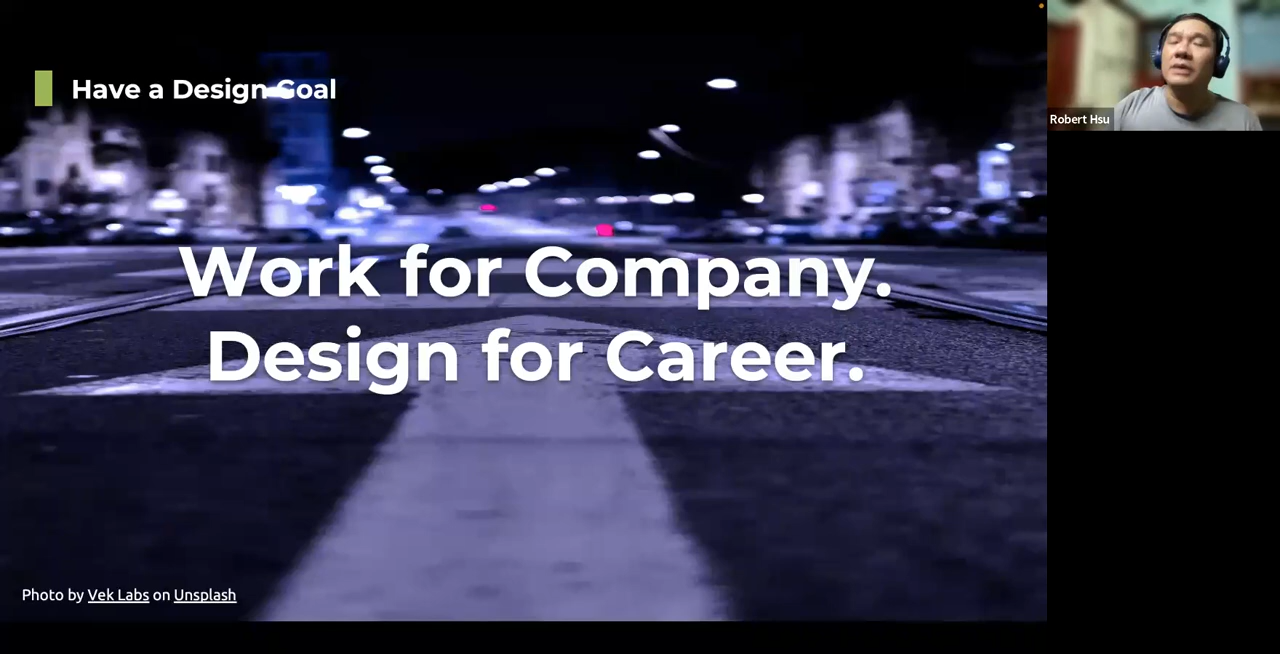 Have a Design Goal
Robert Hsu
Work for Company.
Design for Career.
Photo by Vek Labs on Unsplash